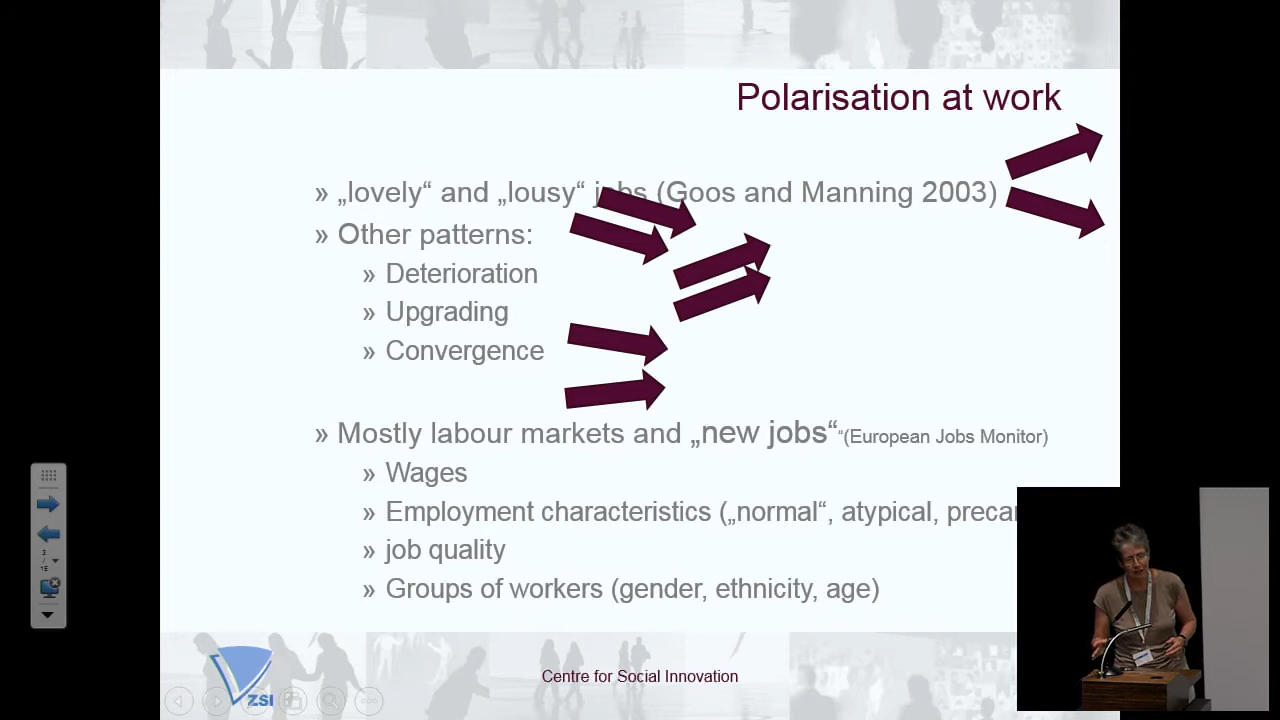 Polarisation at work
» „lovely“ and „lousy“ jobs (Goos and Manning 2003)
» Other patterns:
» Deterioration
» Upgrading
» Convergence
» Mostly labour markets and „new jobs“ “(European Jobs Monitor)
» Wages
» Employment characteristics („normal“, atypical, precar
» job quality
» Groups of workers (gender, ethnicity, age)
3
/
15
ZSI
Centre for Social Innovation